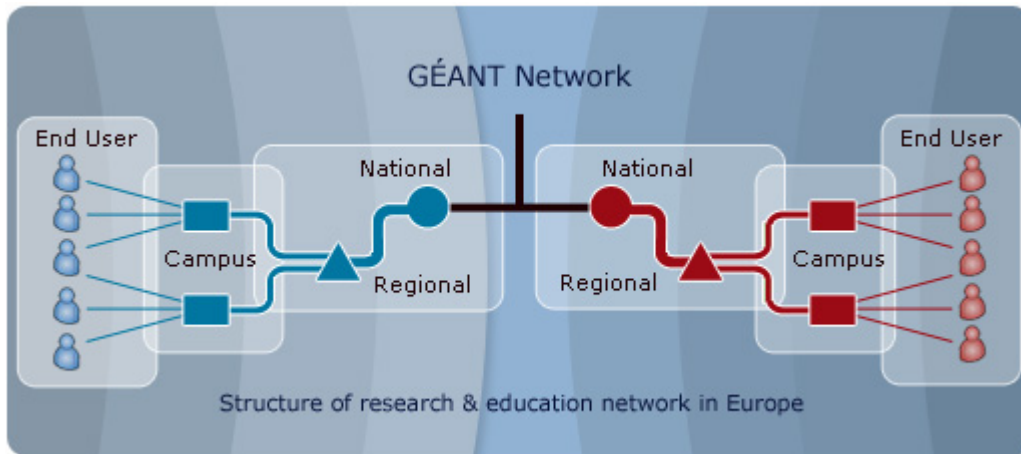 GÉANT Network
End User
National
Campus
Regional
National
Regional
Campus
End User
Structure of research & education network in Europe